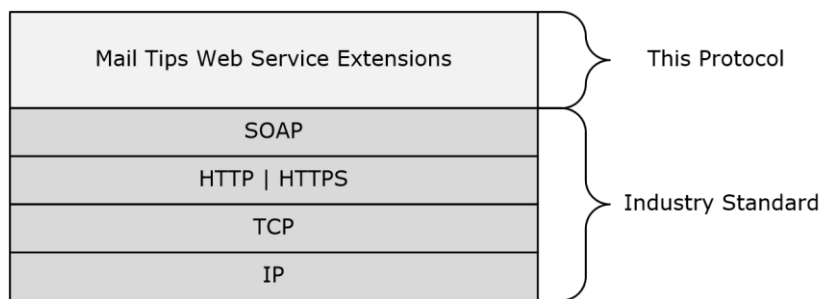 Mail Tips Web Service Extensions
This Protocol
SOAP
HTTP | HTTPS
TCP
IP
Industry Standard